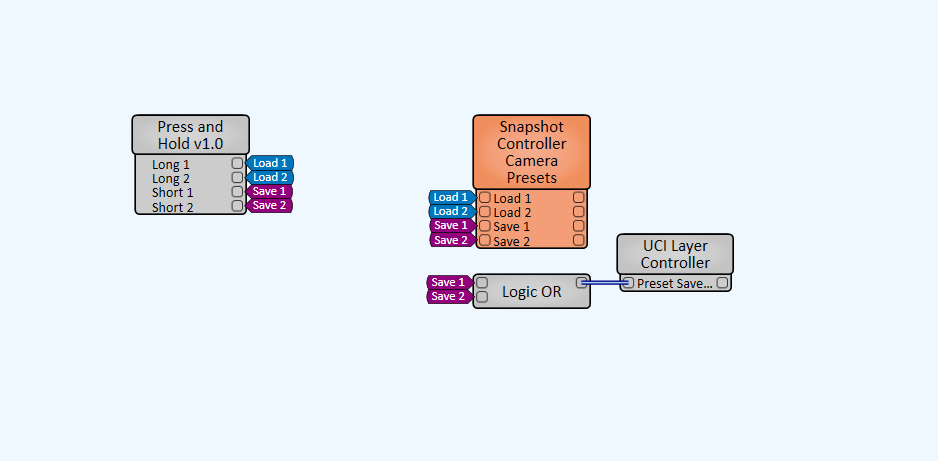 Press and
Hold v1.0
Long 1
Load 1
Long 2
Load 2
Short 1
Save 1
Short 2
Save 2
Snapshot
Controller
Camera
Presets
Load 1
Load 1
Load 2
Load 2
Save 1
Save 1
Save 2
Save 2
Save 1
Save 2
Logic OR
UCI Layer
Controller
Preset Save...